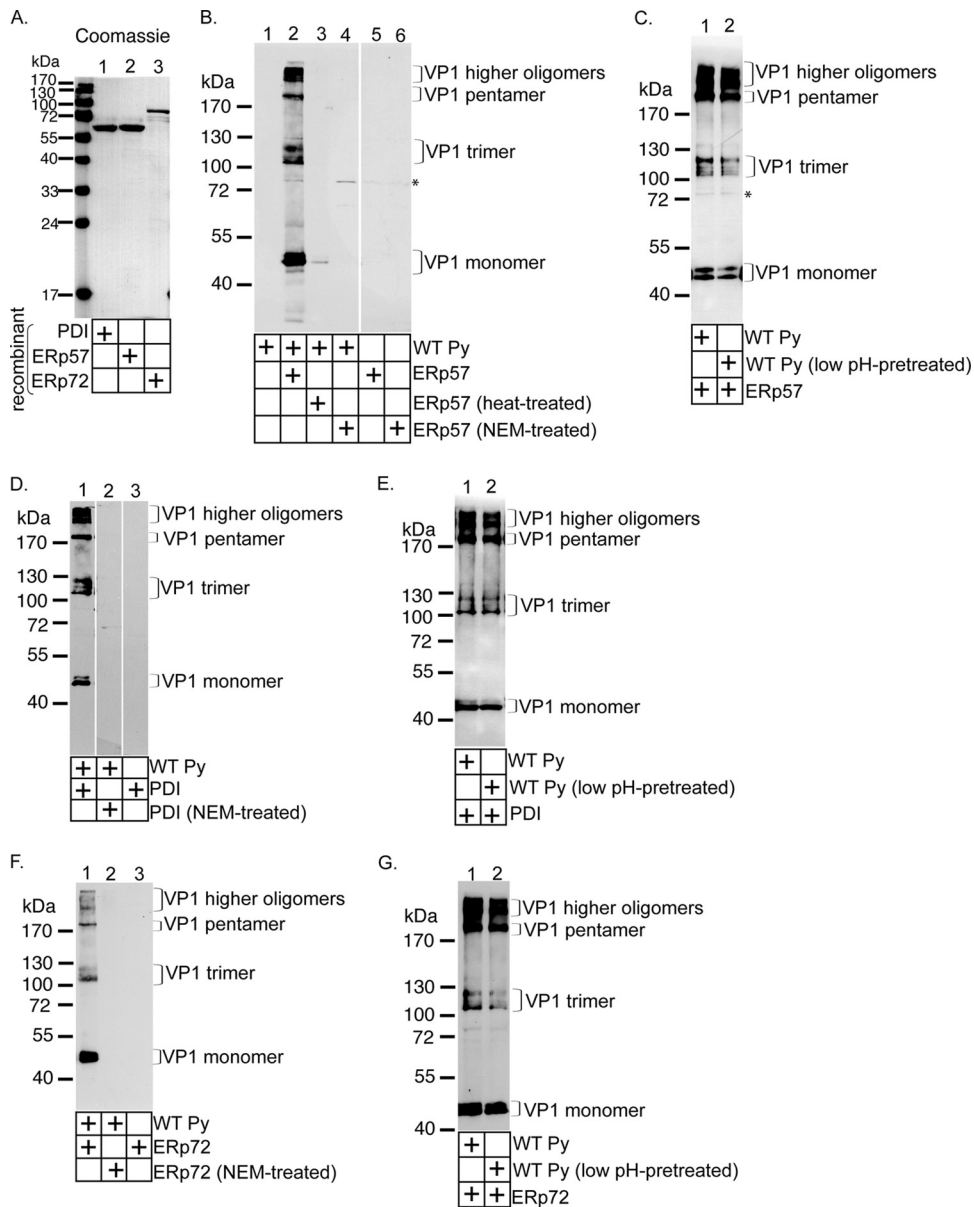 A.
Coomassie
1 2 3
170
130
100
72
55
40
33
24
17
recombinant
PDI +
ERp57 +
ERp72 +
B.
1 2 3 4 5 6
kDa
170
130
100
72
55
40
VP1 higher oligomers
VP1 pentamer
VP1 trimer
*
VP1 monomer
+ + + + WT Py
+ + ERp57
+ ERp57 (heat-treated)
+ + ERp57 (NEM-treated)
C.
1 2
kDa
170
130
100
72
55
40
VP1 higher oligomers
VP1 pentamer
VP1 trimer
*
VP1 monomer
+ WT Py
+ WT Py (low pH-pretreated)
+ + ERp57
D.
1 2 3
kDa
170
130
100
72
55
40
VP1 higher oligomers
VP1 pentamer
VP1 trimer
VP1 monomer
+ + WT Py
+ + PDI
+ PDI (NEM-treated)
E.
1 2
kDa
170
130
100
72
55
40
VP1 higher oligomers
VP1 pentamer
VP1 trimer
VP1 monomer
+ WT Py
+ WT Py (low pH-pretreated)
+ + PDI
F.
1 2 3
kDa
170
130
100
72
55
40
VP1 higher oligomers
VP1 pentamer
VP1 trimer
VP1 monomer
+ + WT Py
+ + ERp72
+ ERp72 (NEM-treated)
G.
1 2
kDa
170
130
100
72
55
40
VP1 higher oligomers
VP1 pentamer
VP1 trimer
VP1 monomer
+ WT Py
+ WT Py (low pH-pretreated)
+ + ERp72